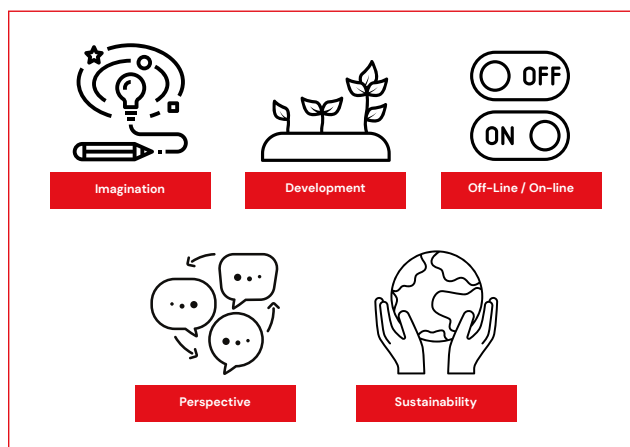 OFF
ON
Imagination
Development
Off-Line / On-line
Perspective
Sustainability